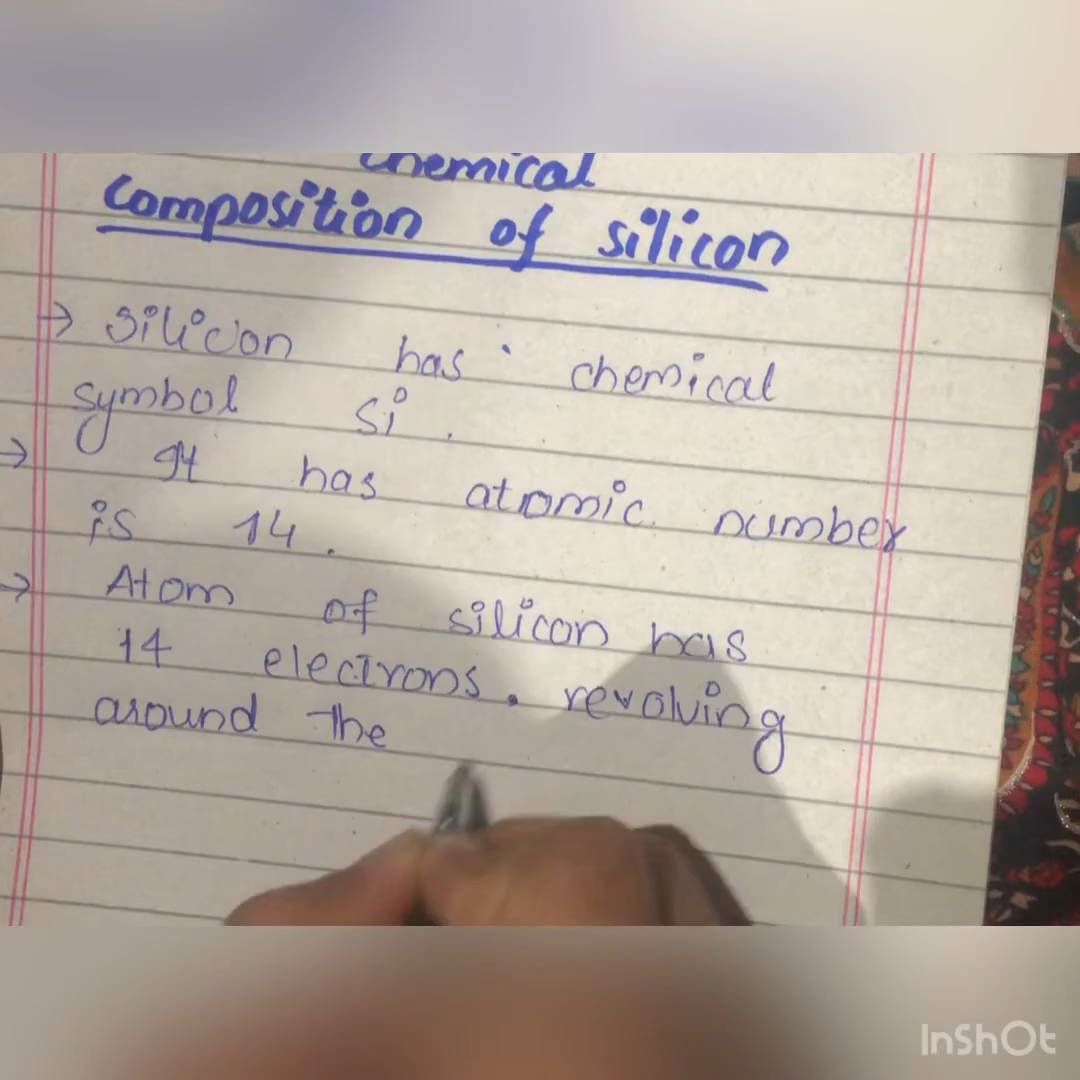 chemical
composition of silicon
→ silicon has chemical
symbol si .
→ It has atomic number
is 14 .
→ Atom of silicon has
14 electrons . revolving
around the
InShOt